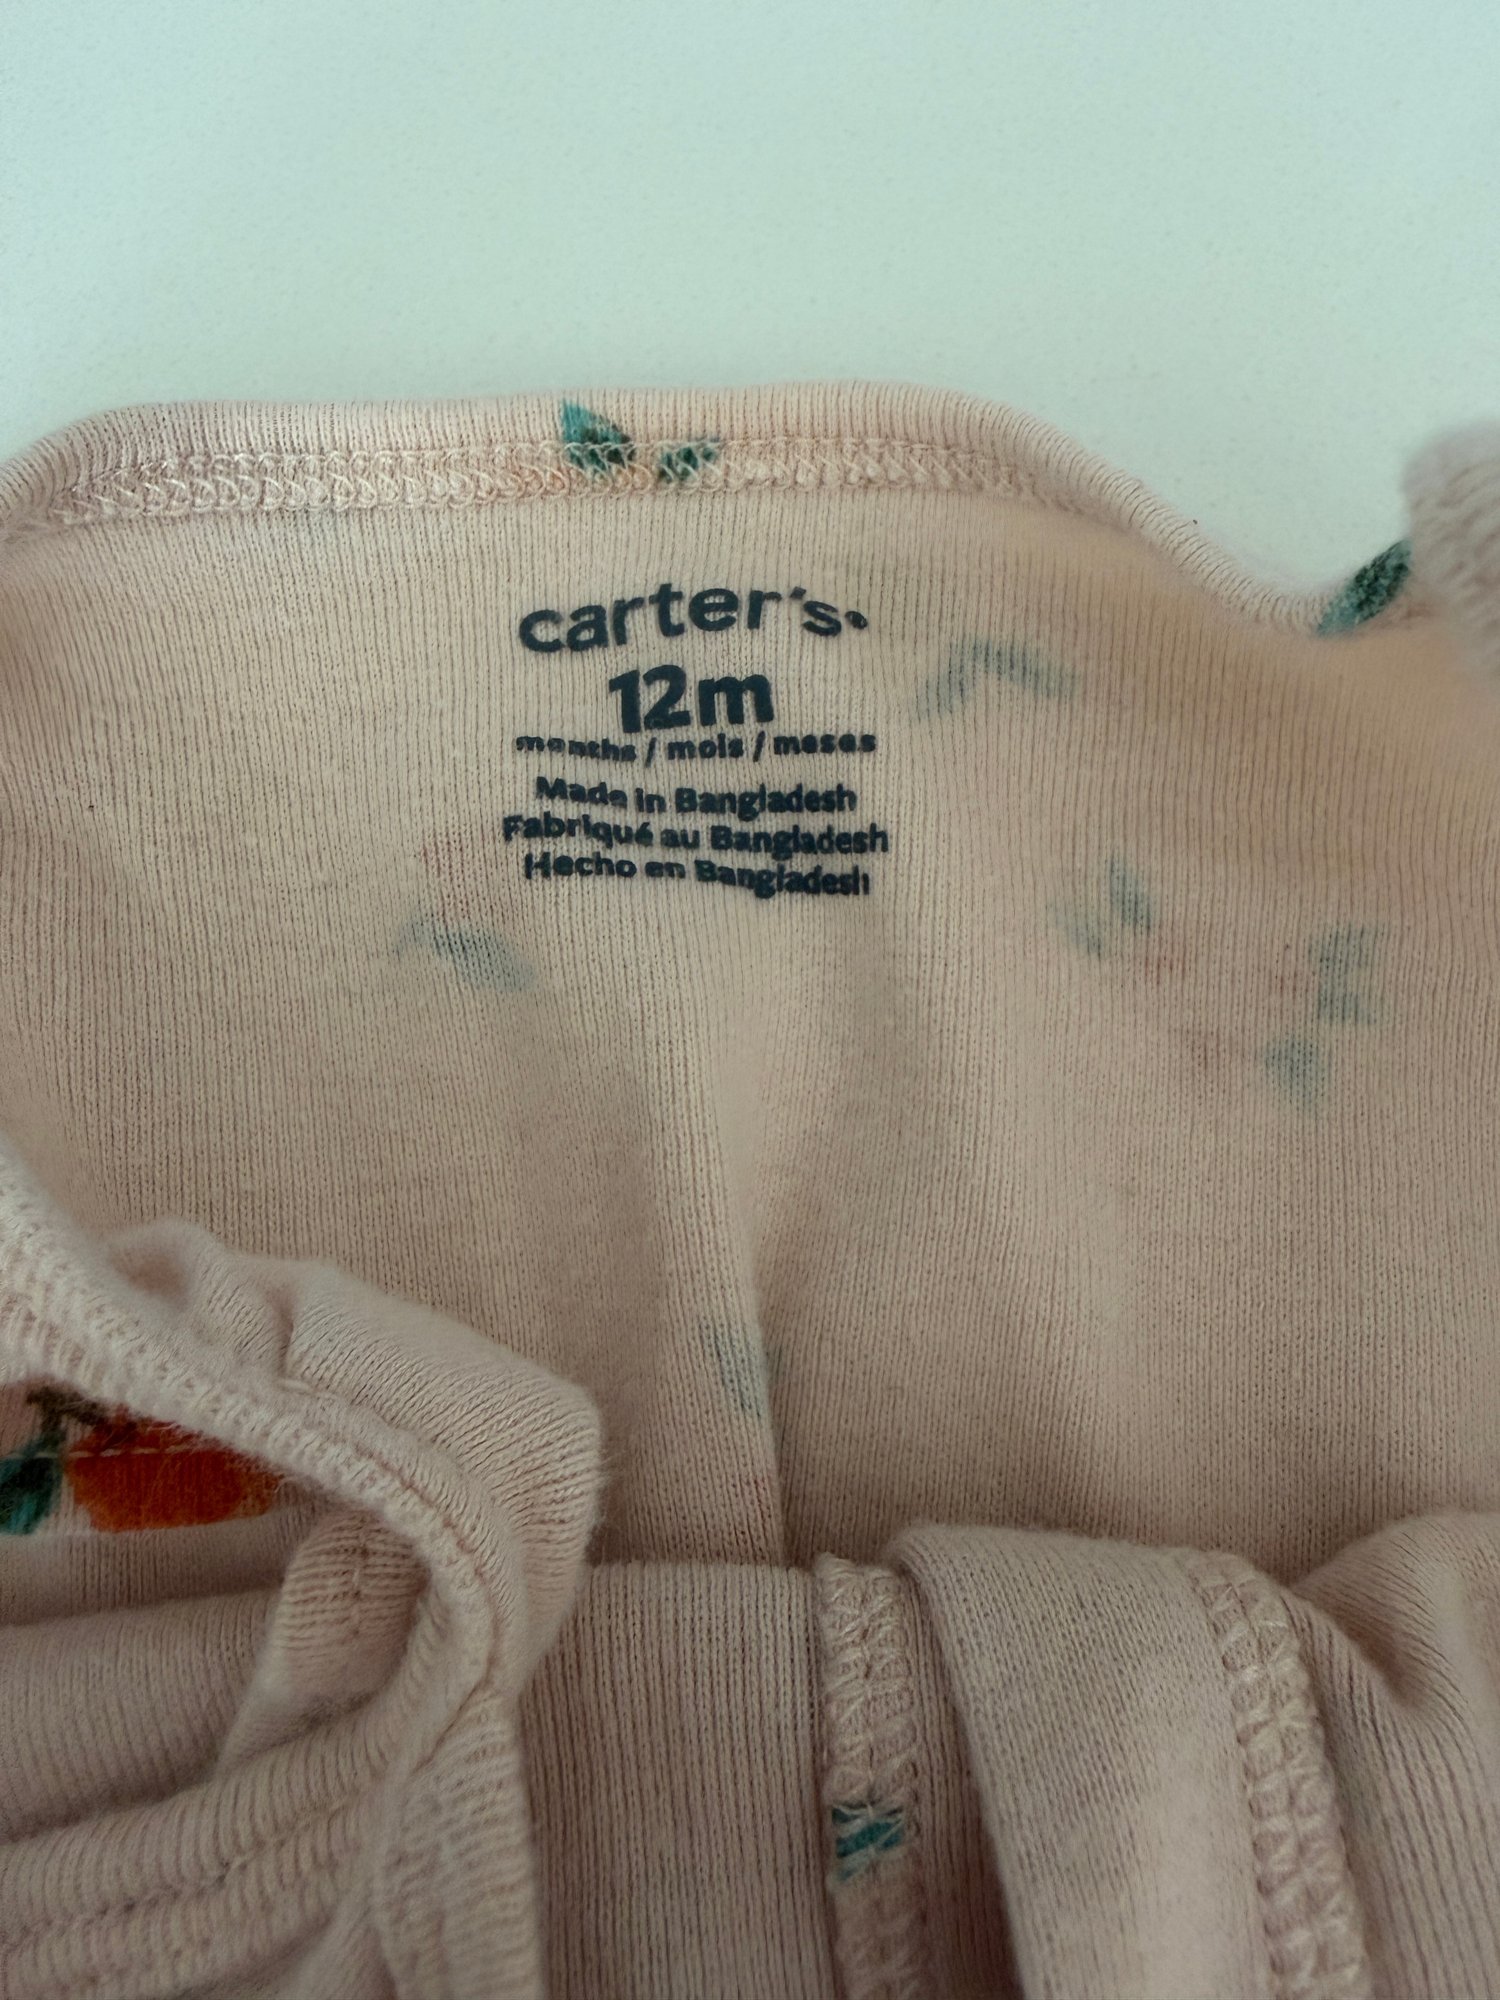 carter's.
12m
months / mois / meses
Made in Bangladesh
Fabriqué au Bangladesh
Hecho en Bangladesh